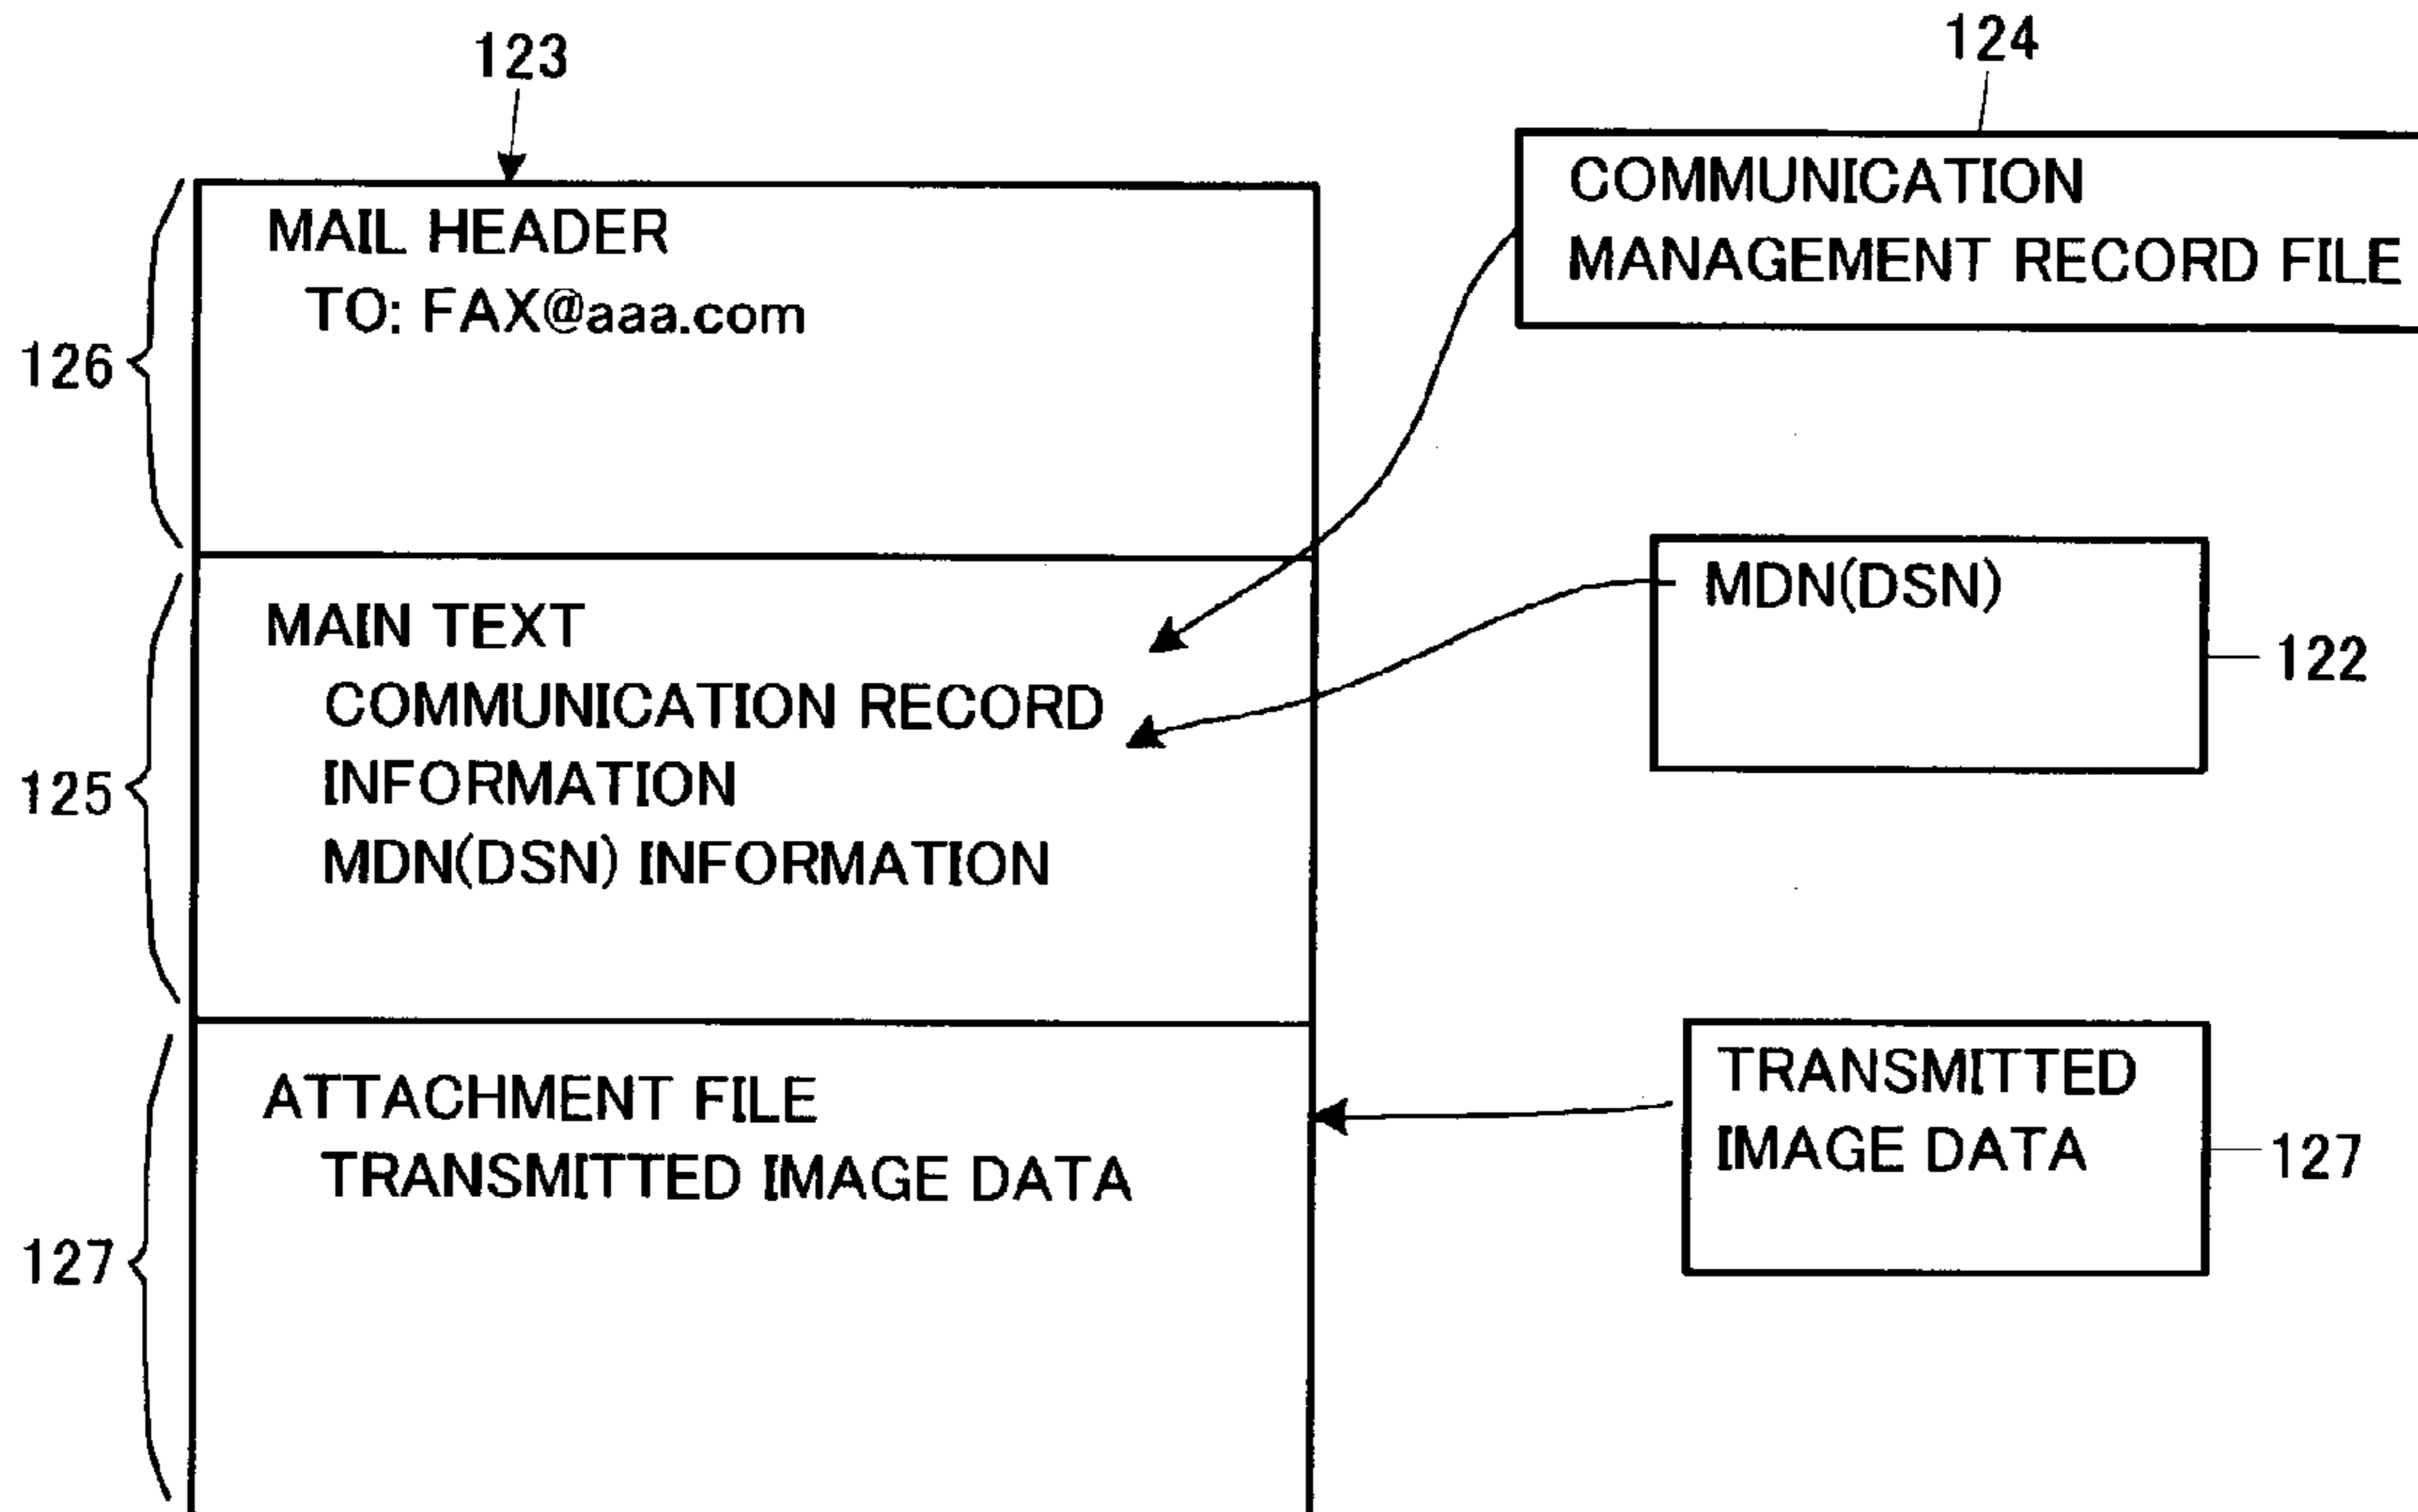 123
124
MAIL HEADER
TO: FAX@aaa.com
126
COMMUNICATION
MANAGEMENT RECORD FILE
MAIN TEXT
COMMUNICATION RECORD
INFORMATION
MDN(DSN) INFORMATION
125
MDN(DSN)
122
ATTACHMENT FILE
TRANSMITTED IMAGE DATA
127
TRANSMITTED
IMAGE DATA
127